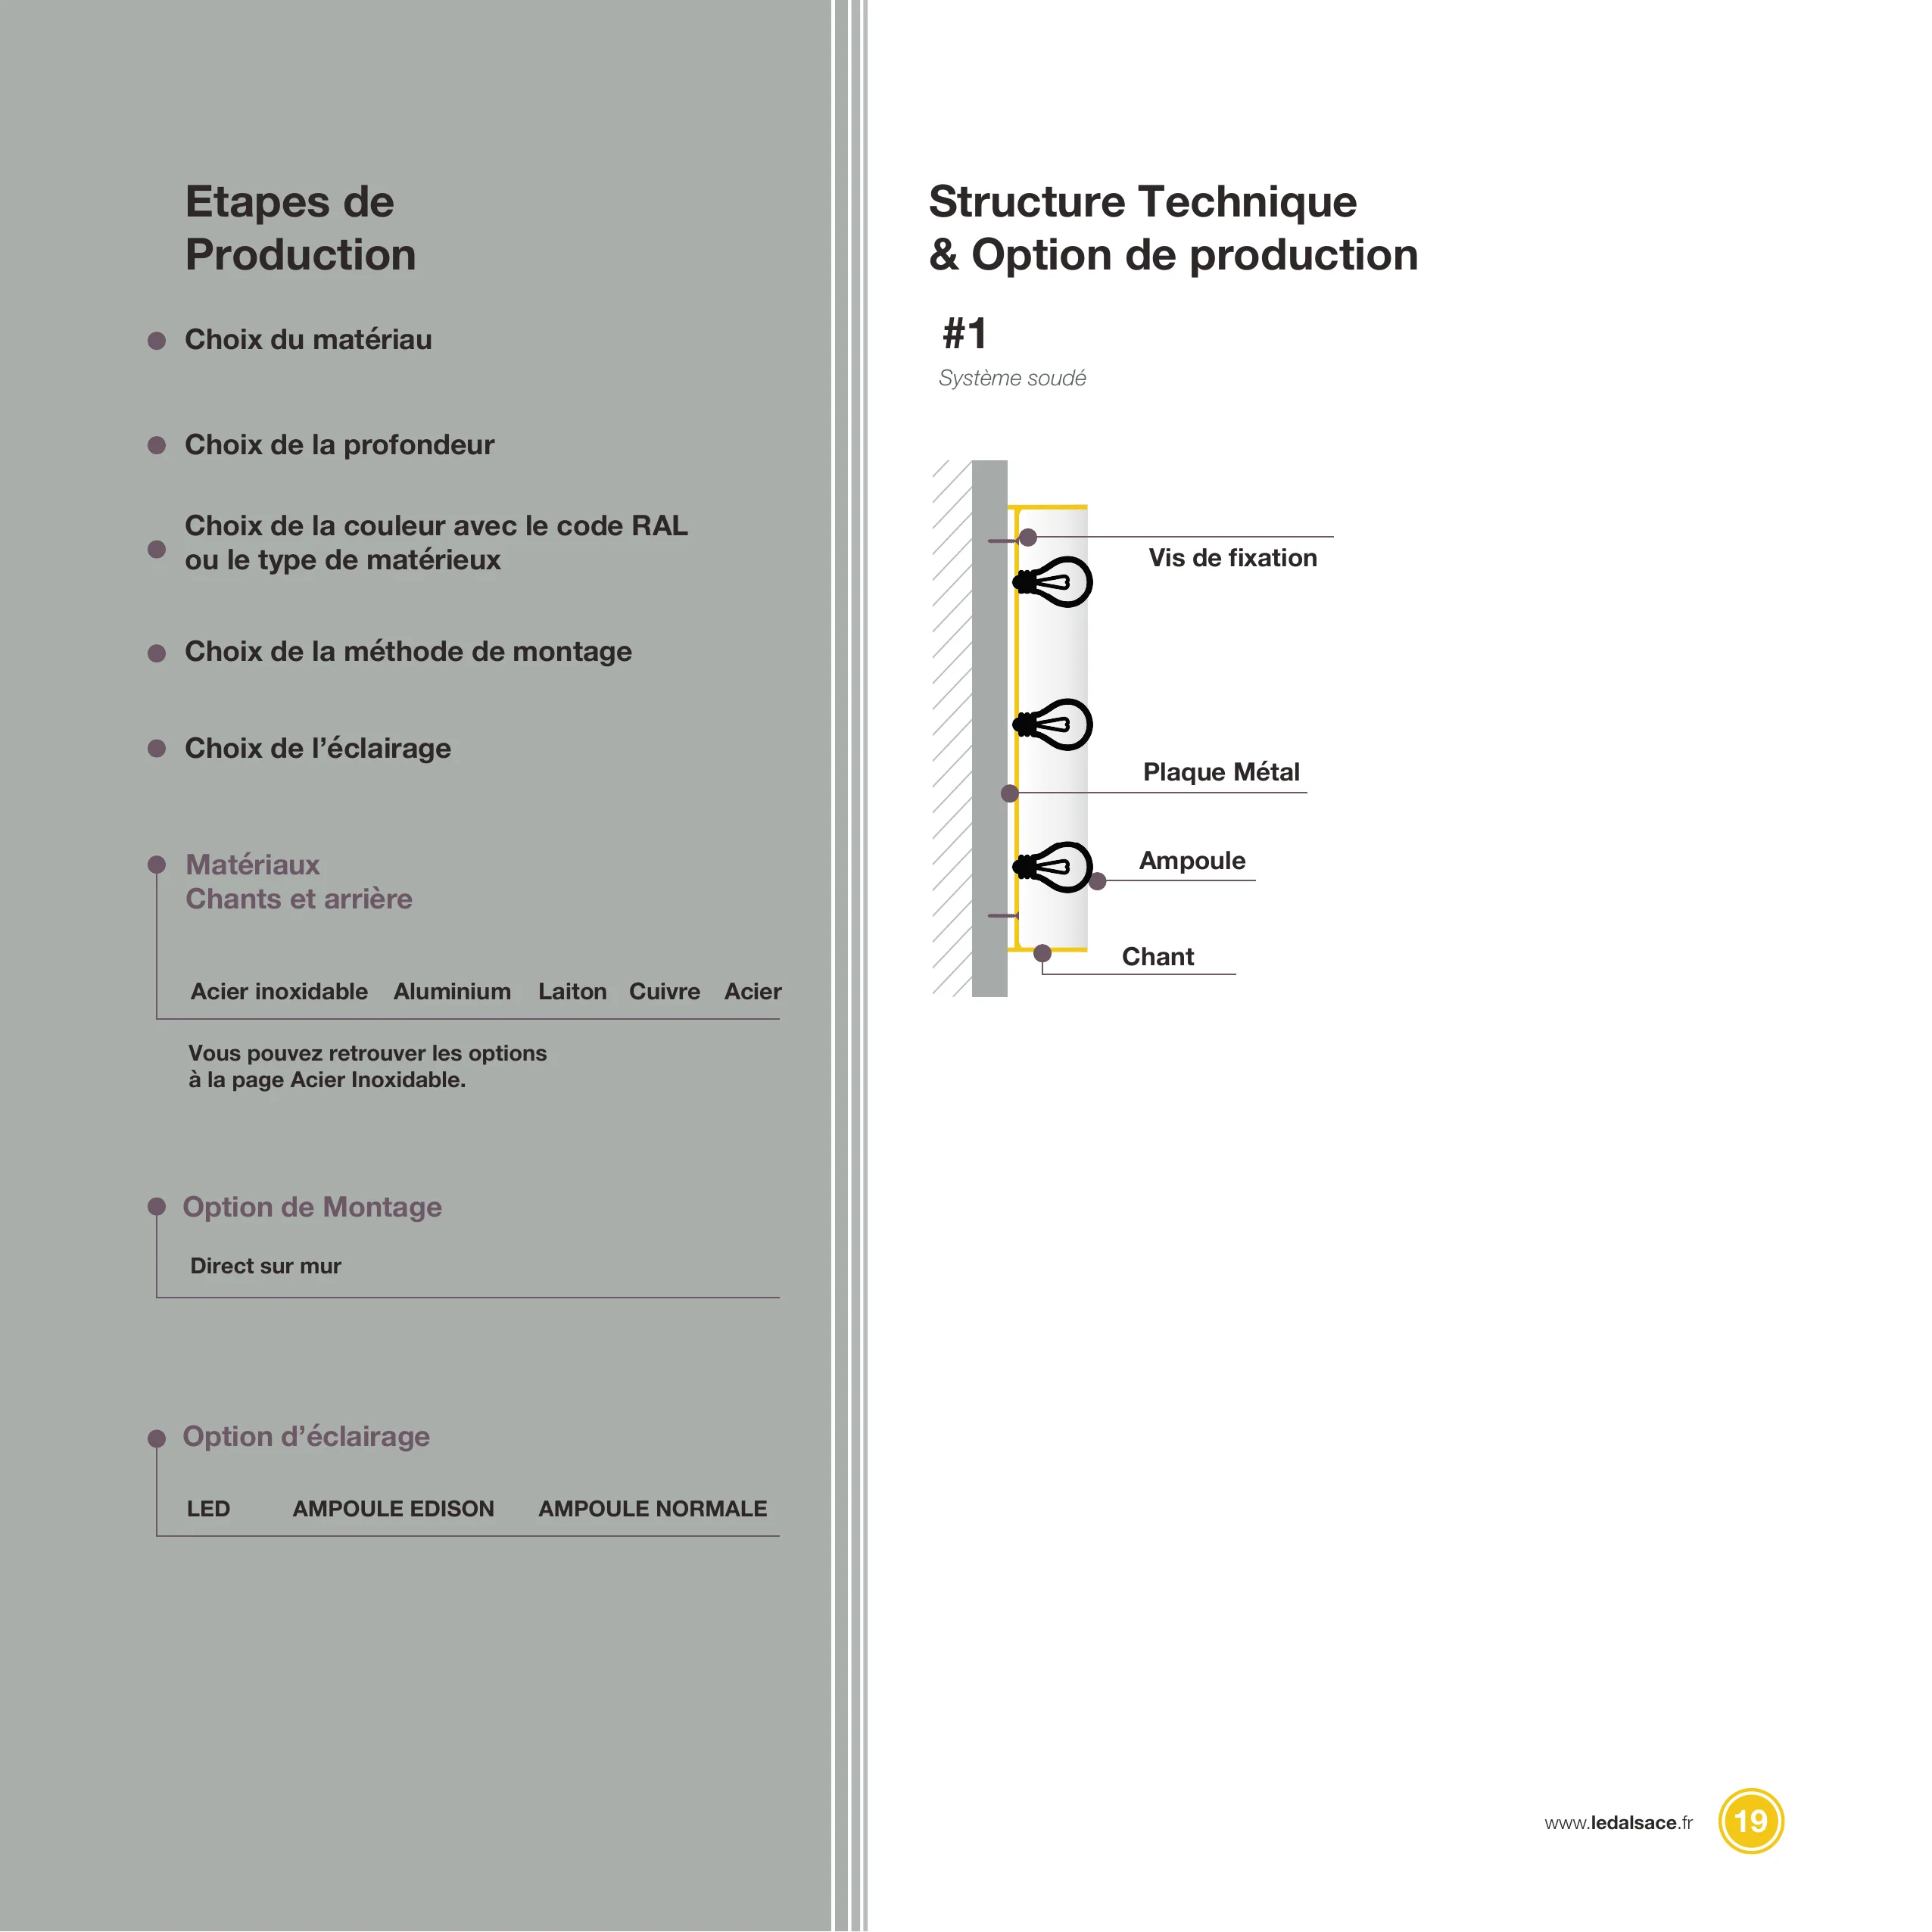 Etapes de
Production
Choix du matériau
Choix de la profondeur
Choix de la couleur avec le code RAL
ou le type de matérieux
Choix de la méthode de montage
Choix de l’éclairage
Matériaux
Chants et arrière
Acier inoxidable Aluminium Laiton Cuivre Acier
Vous pouvez retrouver les options
à la page Acier Inoxidable.
Option de Montage
Direct sur mur
Option d’éclairage
LED AMPOULE EDISON AMPOULE NORMALE
Structure Technique
& Option de production
#1
Système soudé
Vis de fixation
Plaque Métal
Ampoule
Chant
www.ledalsace.fr 19